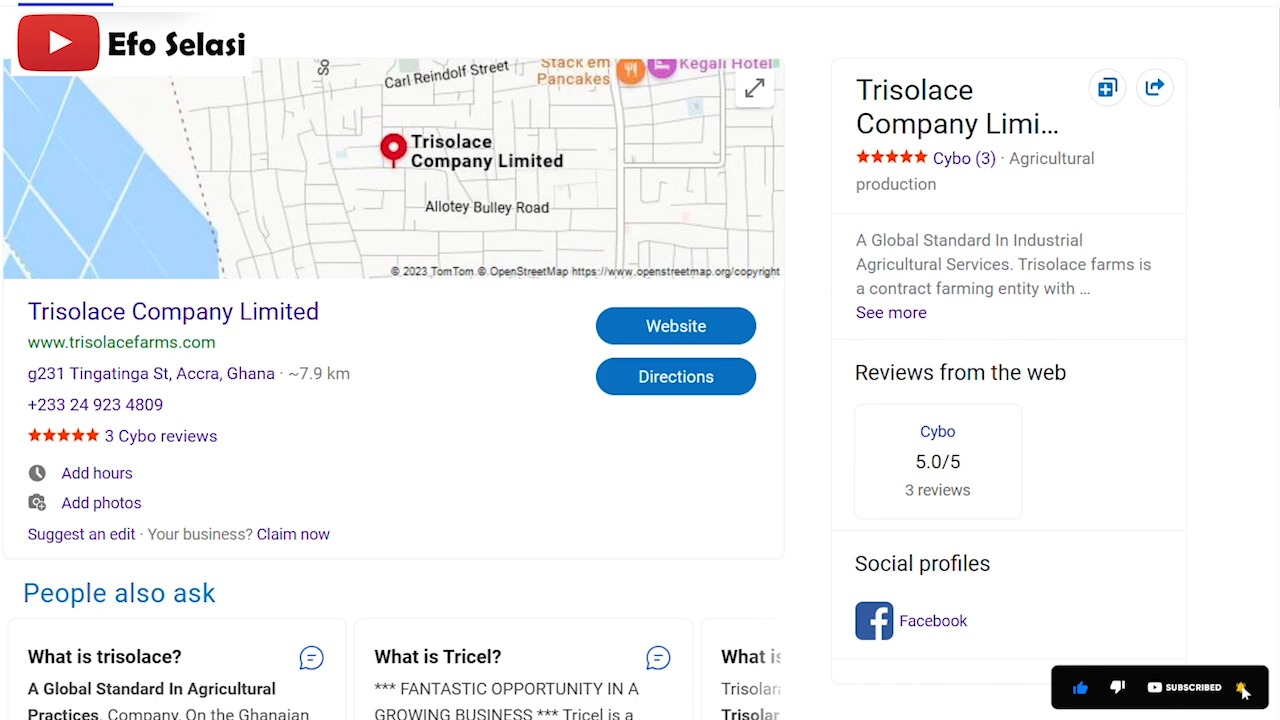 Efo Selasi
So
Carl Reindolf Street
Stack em
Pancakes
Kegali Hotel
Trisolace
Company Limited
Allotey Bulley Road
© 2023 TomTom © OpenStreetMap https://www.openstreetmap.org/copyright
Trisolace Company Limited
www.trisolacefarms.com
g231 Tingatinga St, Accra, Ghana · ~7.9 km
+233 24 923 4809
3 Cybo reviews
Add hours
Add photos
Suggest an edit · Your business? Claim now
Website
Directions
People also ask
What is trisolace?
A Global Standard In Agricultural
Practices. Company. On the Ghanaian
What is Tricel?
*** FANTASTIC OPPORTUNITY IN A
GROWING BUSINESS *** Tricel is a
What is
Trisola
Trisolar
Trisolace
Company Limi...
Cybo (3) · Agricultural
production
A Global Standard In Industrial
Agricultural Services. Trisolace farms is
a contract farming entity with ...
See more
Reviews from the web
Cybo
5.0/5
3 reviews
Social profiles
Facebook
SUBSCRIBED